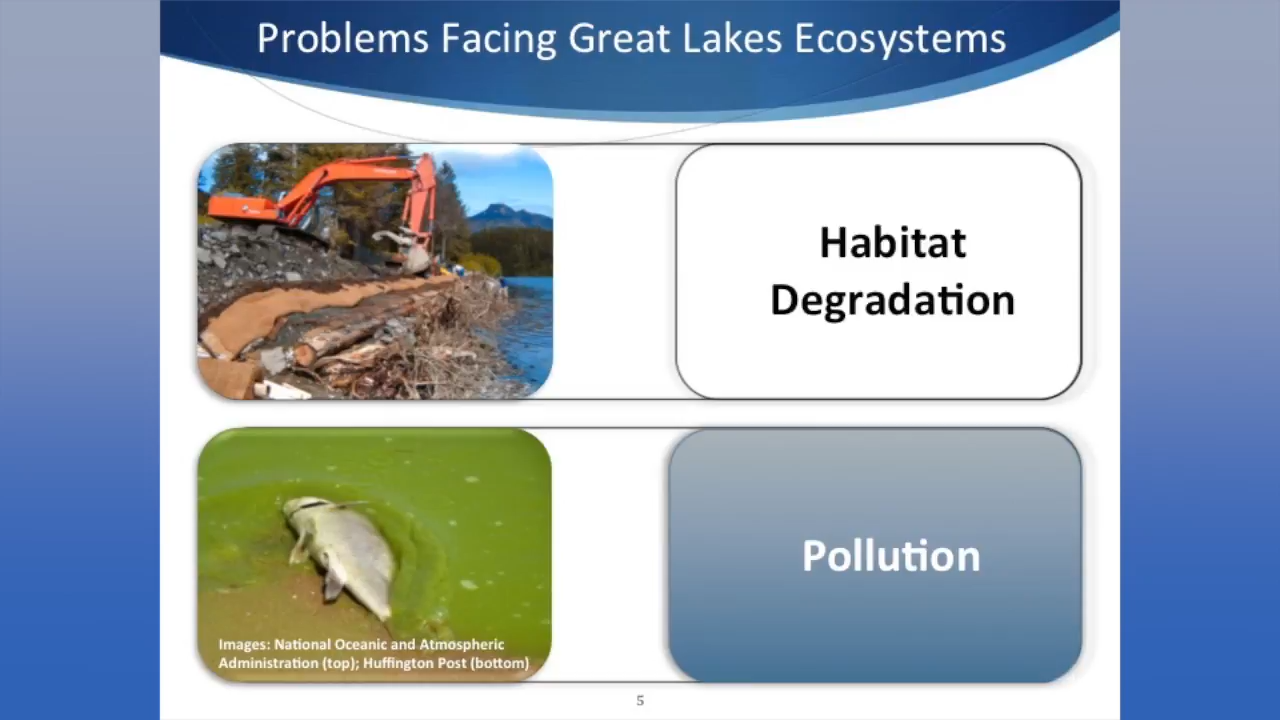 Problems Facing Great Lakes Ecosystems
Habitat
Degradation
Pollution
Images: National Oceanic and Atmospheric
Administration (top); Huffington Post (bottom)
5